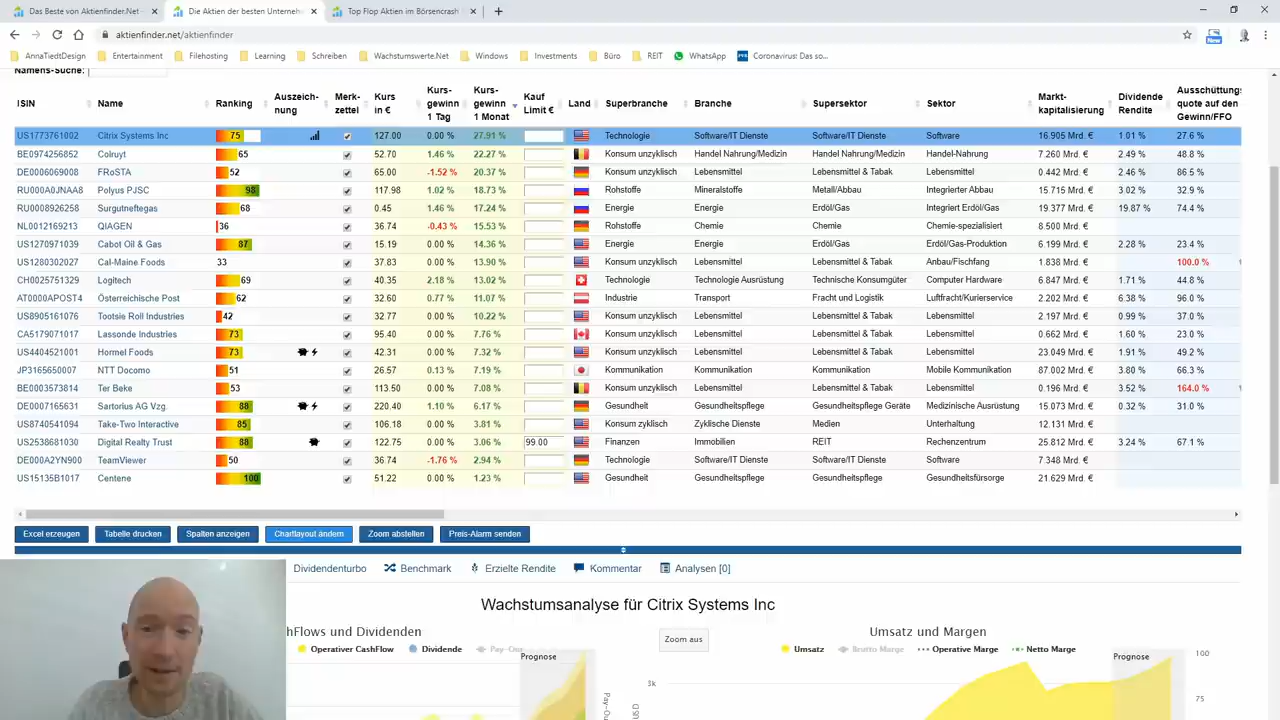 Das Beste von Aktienfinder.Net - Die Aktien der besten Unternehm Top Flop Aktien im Börsencrash
aktienfinder.net/aktienfinder
AnnaTiedtDesign Entertainment Filehosting Learning Schreiben Wachstumswerte.Net Windows Investments Büro REIT WhatsApp Coronavirus: Das so...
Namens-Suche:
ISIN Name Ranking Auszeich-nung Merk-zettel Kurs in € Kurs-gewinn 1 Tag Kurs-gewinn 1 Monat Kauf Limit € Land Superbranche Branche Supersektor Sektor Markt-kapitalisierung Dividende Rendite Ausschüttungs quote auf den Gewinn/FFO
US1773761002 Citrix Systems Inc 75 127.00 0.00 % 27.91 % Technologie Software/IT Dienste Software/IT Dienste Software 16.905 Mrd. € 1.01 % 27.6 %
BE0974256852 Colruyt 65 52.70 1.46 % 22.27 % Konsum unzyklisch Handel Nahrung/Medizin Handel Nahrung/Medizin Handel-Nahrung 7.260 Mrd. € 2.49 % 48.8 %
DE0006069008 FRoSTA 52 65.00 -1.52 % 20.37 % Konsum unzyklisch Lebensmittel Lebensmittel & Tabak Lebensmittel 0.442 Mrd. € 2.46 % 86.5 %
RU000A0JNAA8 Polyus PJSC 98 117.98 1.02 % 18.73 % Rohstoffe Mineralstoffe Metall/Abbau Integrierter Abbau 15.715 Mrd. € 3.02 % 32.9 %
RU0008926258 Surgutneftegas 68 0.45 1.46 % 17.24 % Energie Energie Erdöl/Gas Integriert Erdöl/Gas 19.377 Mrd. € 19.87 % 74.4 %
NL0012169213 QIAGEN 36 36.74 -0.43 % 15.53 % Rohstoffe Chemie Chemie Chemie-spezialisiert 8.500 Mrd. €
US1270971039 Cabot Oil & Gas 87 15.19 0.00 % 14.36 % Energie Energie Erdöl/Gas Erdöl/Gas-Produktion 6.199 Mrd. € 2.28 % 23.4 %
US1280302027 Cal-Maine Foods 33 37.83 0.00 % 13.90 % Konsum unzyklisch Lebensmittel Lebensmittel & Tabak Anbau/Fischfang 1.838 Mrd. € 100.0 %
CH0025751329 Logitech 69 40.35 2.18 % 13.02 % Technologie Technologie Ausrüstung Technische Konsumgüter Computer Hardware 6.847 Mrd. € 1.71 % 44.8 %
AT0000APOST4 Österreichische Post 62 32.60 0.77 % 11.07 % Industrie Transport Fracht und Logistik Luftfracht/Kurierservice 2.202 Mrd. € 6.38 % 96.0 %
US8905161076 Tootsie Roll Industries 42 32.77 0.00 % 10.22 % Konsum unzyklisch Lebensmittel Lebensmittel & Tabak Lebensmittel 2.197 Mrd. € 0.99 % 37.0 %
CA5179071017 Lassonde Industries 73 95.40 0.00 % 7.76 % Konsum unzyklisch Lebensmittel Lebensmittel & Tabak Lebensmittel 0.662 Mrd. € 1.60 % 23.0 %
US4404521001 Hormel Foods 73 42.31 0.00 % 7.32 % Konsum unzyklisch Lebensmittel Lebensmittel & Tabak Lebensmittel 23.049 Mrd. € 1.91 % 49.2 %
JP3165650007 NTT Docomo 51 26.57 0.13 % 7.19 % Kommunikation Kommunikation Kommunikation Mobile Kommunikation 87.002 Mrd. € 3.80 % 66.3 %
BE0003573814 Ter Beke 53 113.50 0.00 % 7.08 % Konsum unzyklisch Lebensmittel Lebensmittel & Tabak Lebensmittel 0.196 Mrd. € 3.52 % 164.0 %
DE0007165631 Sartorius AG Vzg. 88 220.40 1.10 % 6.17 % Gesundheit Gesundheitspflege Gesundheitspflege Geräte Medizinische Ausrüstung 15.073 Mrd. € 0.32 % 31.0 %
US8740541094 Take-Two Interactive 85 106.18 0.00 % 3.81 % Konsum zyklisch Zyklische Dienste Medien Unterhaltung 12.131 Mrd. €
US2538681030 Digital Realty Trust 88 122.75 0.00 % 3.06 % 99.00 Finanzen Immobilien REIT Rechenzentrum 25.812 Mrd. € 3.24 % 67.1 %
DE000A2YN900 TeamViewer 50 36.74 -1.76 % 2.94 % Technologie Software/IT Dienste Software/IT Dienste Software 7.348 Mrd. €
US15135B1017 Centene 100 51.22 0.00 % 1.23 % Gesundheit Gesundheitspflege Gesundheitspflege Gesundheitsfürsorge 21.629 Mrd. €
Excel erzeugen Tabelle drucken Spalten anzeigen Chartlayout ändern Zoom abstellen Preis-Alarm senden
Dividendenturbo Benchmark Erzielte Rendite Kommentar Analysen [0]
Wachstumsanalyse für Citrix Systems Inc
hFlows und Dividenden Zoom aus Umsatz und Margen
Operativer CashFlow Dividende Pay-Ou Umsatz Brutto Marge Operative Marge Netto Marge
Prognose Prognose 100
3k
75
Pay-Ou
USD